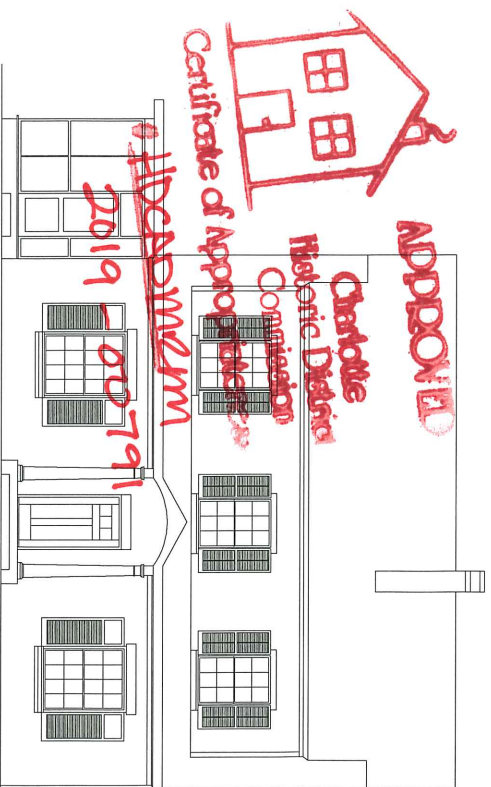 APPROVED
Charlotte
Historic District
Commission
Certificate of Appropriateness
# HDCADMRM
2019-00791